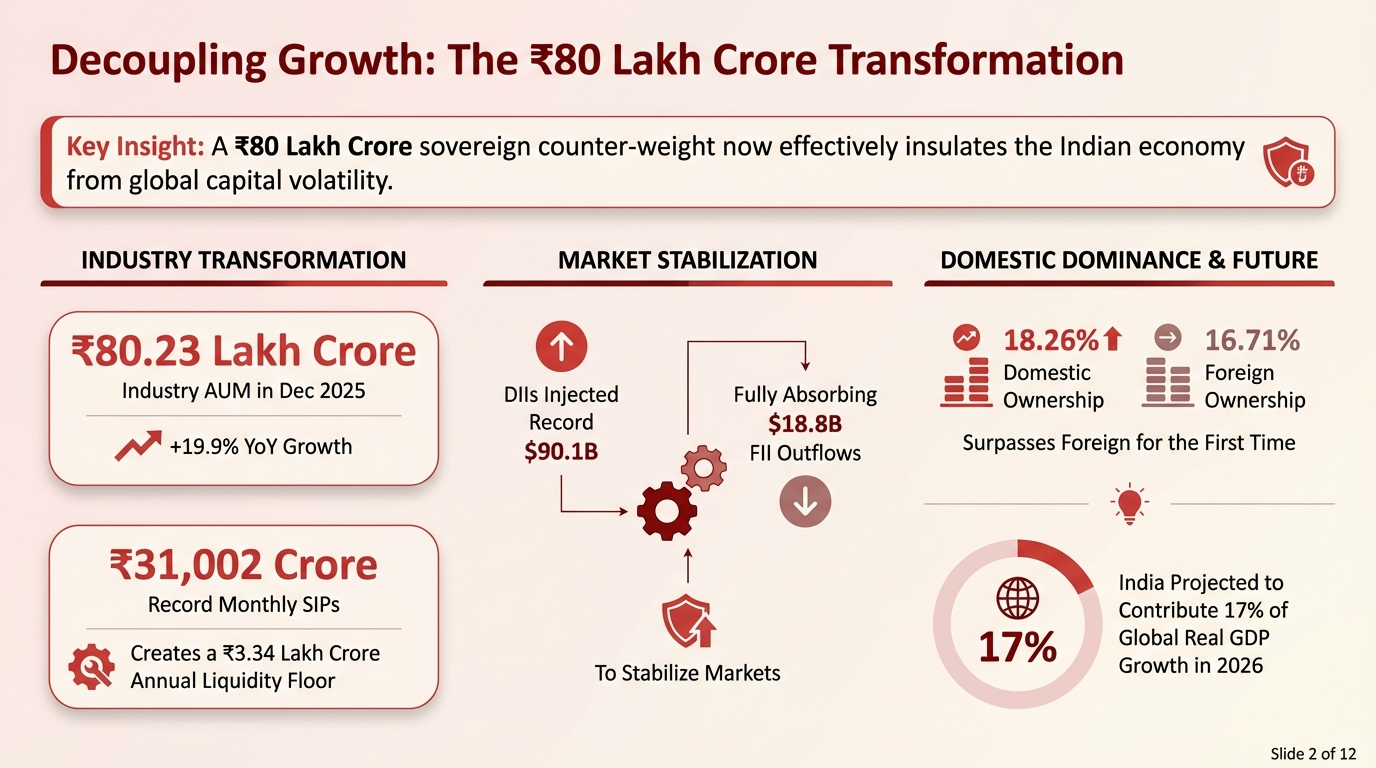 Decoupling Growth: The ₹80 Lakh Crore Transformation
Key Insight: A ₹80 Lakh Crore sovereign counter-weight now effectively insulates the Indian economy
from global capital volatility.
INDUSTRY TRANSFORMATION
₹80.23 Lakh Crore
Industry AUM in Dec 2025
+19.9% YoY Growth
₹31,002 Crore
Record Monthly SIPs
Creates a ₹3.34 Lakh Crore
Annual Liquidity Floor
MARKET STABILIZATION
DIIs Injected
Record
$90.1B
Fully Absorbing
$18.8B
FII Outflows
To Stabilize Markets
DOMESTIC DOMINANCE & FUTURE
18.26%
Domestic
Ownership
16.71%
Foreign
Ownership
Surpasses Foreign for the First Time
17%
India Projected to
Contribute 17% of
Global Real GDP
Growth in 2026
Slide 2 of 12